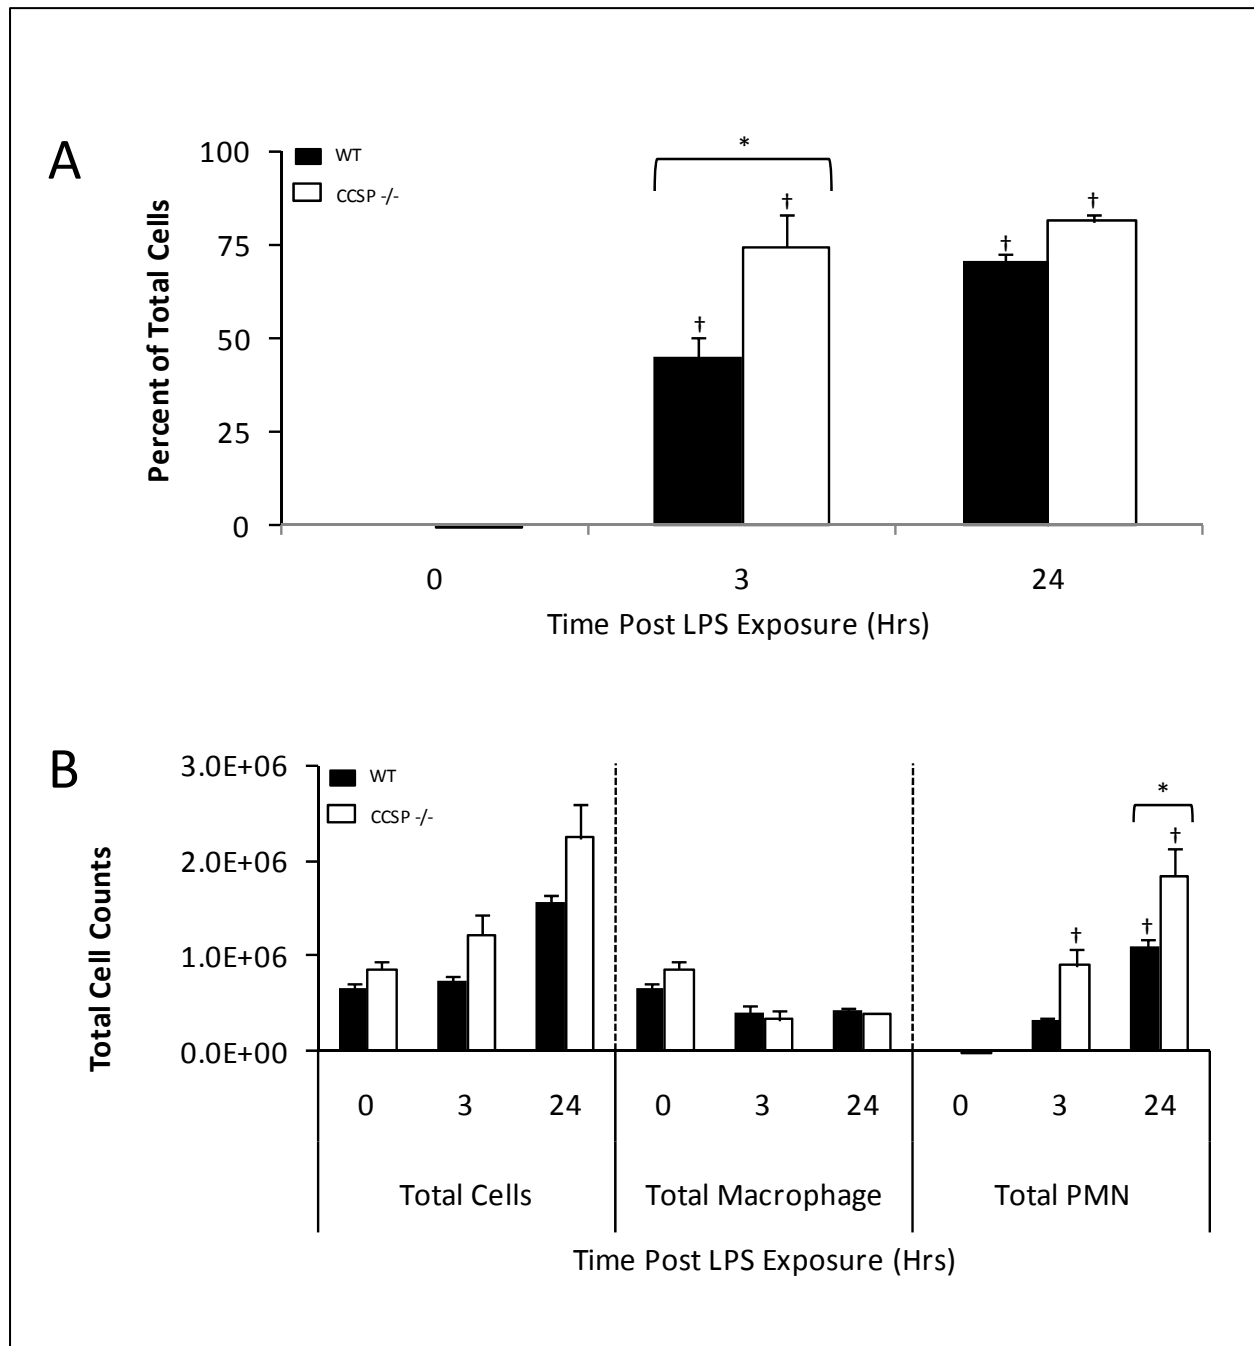 A
100
75
50
25
0
Percent of Total Cells
WT
CCSP -/-
*
†
†
†
†
0 3 24
Time Post LPS Exposure (Hrs)
B
3.0E+06
2.0E+06
1.0E+06
0.0E+00
Total Cell Counts
WT
CCSP -/-
*
†
†
†
0 3 24 0 3 24 0 3 24
Total Cells Total Macrophage Total PMN
Time Post LPS Exposure (Hrs)